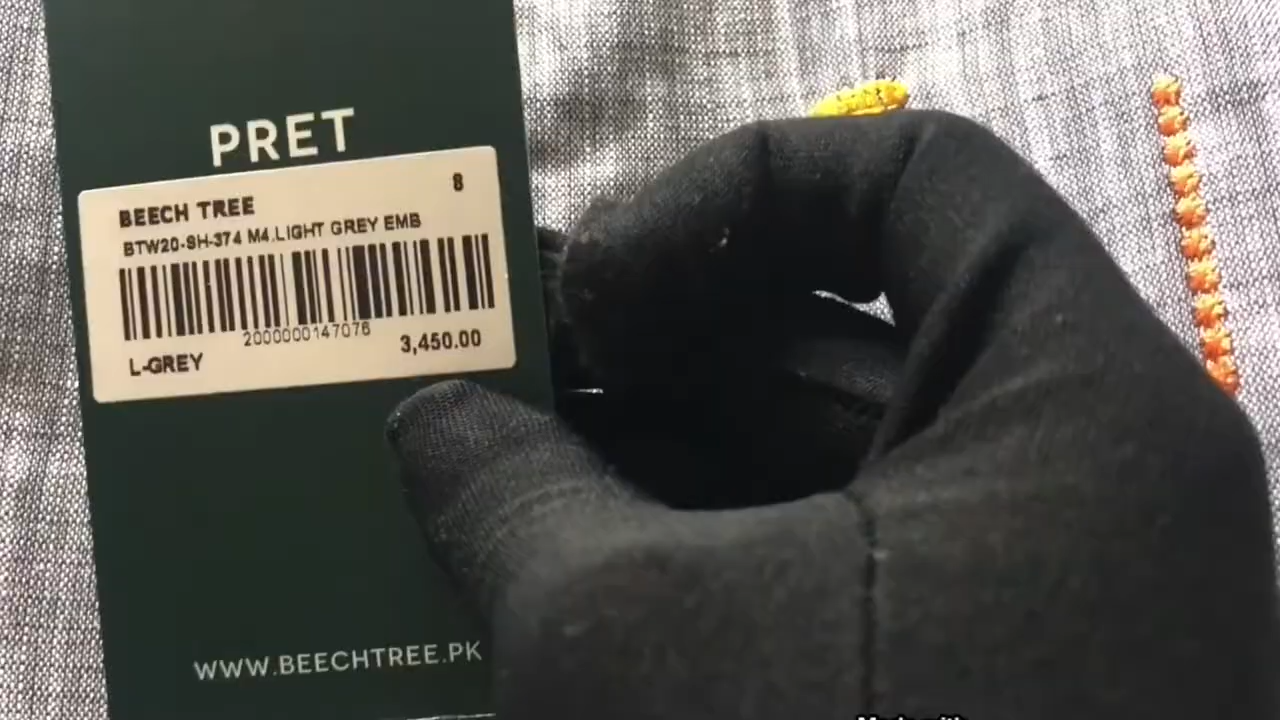 PRET
BEECH TREE 8
BTW20-SH-374 M4.LIGHT GREY EMB
2000000147076
L-GREY 3,450.00
WWW.BEECHTREE.PK